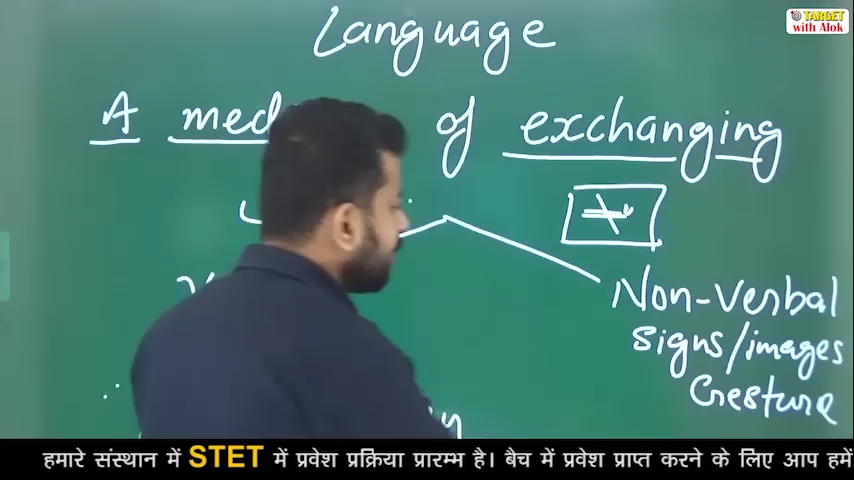 TARGET
with Alok
Language
A med of exchanging
Non-Verbal
Signs/images
Gesture
हमारे संस्थान में STET में प्रवेश प्रक्रिया प्रारम्भ है। बैच में प्रवेश प्राप्त करने के लिए आप हमें